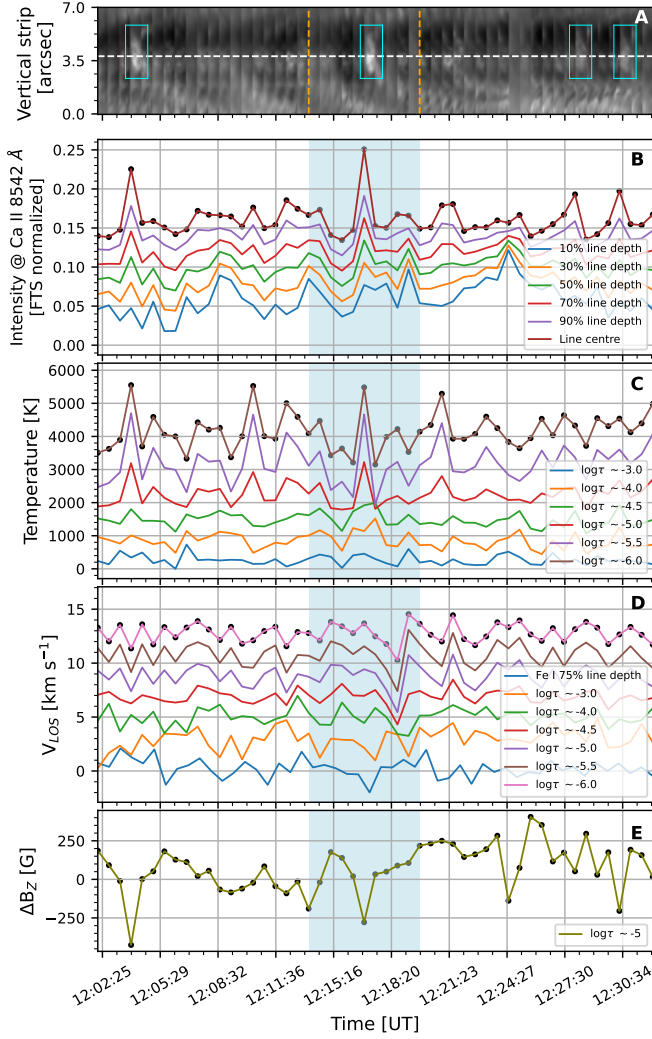 7.0
3.5
0.0
Vertical strip
[arcsec]
A
0.25
0.20
0.15
0.10
0.05
0.00
Intensity @ Ca II 8542 Å
[FTS normalized]
B
10% line depth
30% line depth
50% line depth
70% line depth
90% line depth
Line centre
6000
5000
4000
3000
2000
1000
0
Temperature [K]
C
logτ ~-3.0
logτ ~-4.0
logτ ~-4.5
logτ ~-5.0
logτ ~-5.5
logτ ~-6.0
15
10
5
0
V_LOS [km s⁻¹]
D
Fe I 75% line depth
logτ ~-3.0
logτ ~-4.0
logτ ~-4.5
logτ ~-5.0
logτ ~-5.5
logτ ~-6.0
250
0
−250
ΔB_Z [G]
E
logτ ~-5
12:02:25
12:05:29
12:08:32
12:11:36
12:15:16
12:18:20
12:21:23
12:24:27
12:27:30
12:30:34
Time [UT]